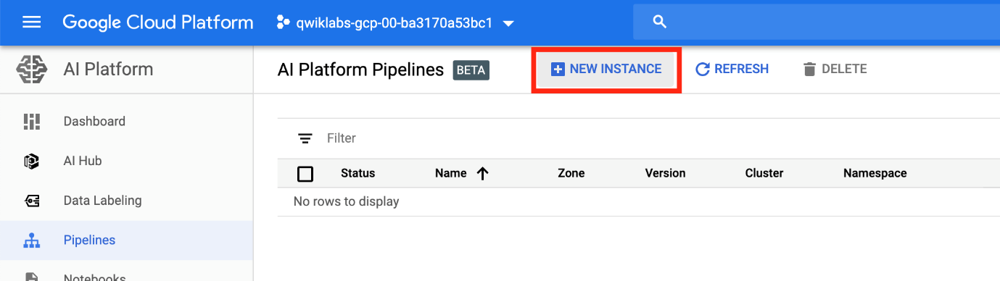 Google Cloud Platform qwiklabs-gcp-00-ba3170a53bc1
AI Platform
AI Platform Pipelines BETA NEW INSTANCE REFRESH DELETE
Dashboard
AI Hub
Data Labeling
Pipelines
Notebooks
Filter
Status Name Zone Version Cluster Namespace
No rows to display